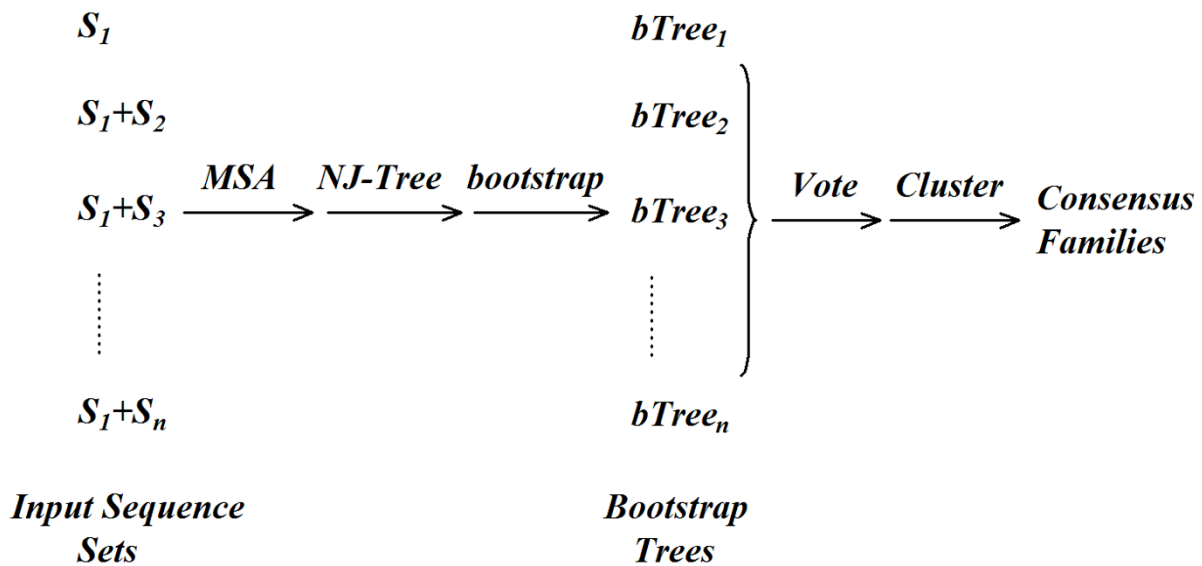 S₁ bTree₁
S₁+S₂ bTree₂
MSA NJ-Tree bootstrap Vote Cluster
S₁+S₃ bTree₃ Consensus
Families
S₁+Sₙ bTreeₙ
Input Sequence Bootstrap
Sets Trees